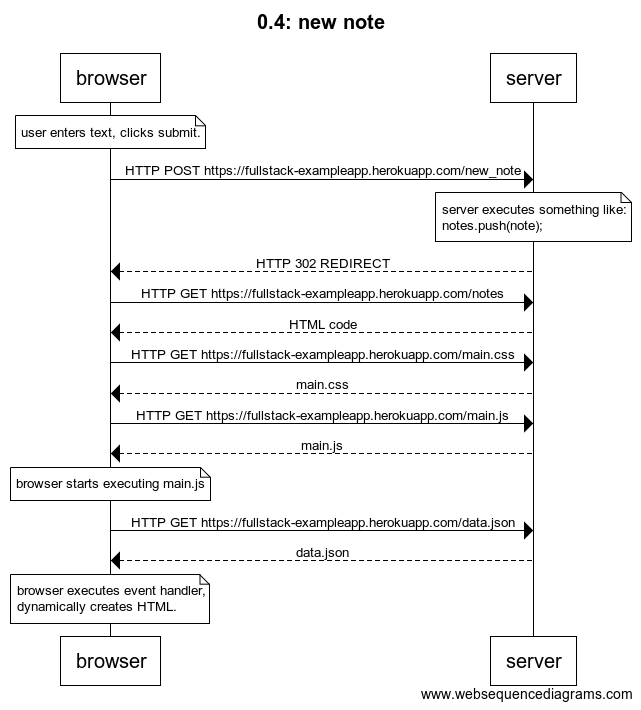 0.4: new note
browser
server
user enters text, clicks submit.
HTTP POST https://fullstack-exampleapp.herokuapp.com/new_note
server executes something like:
notes.push(note);
HTTP 302 REDIRECT
HTTP GET https://fullstack-exampleapp.herokuapp.com/notes
HTML code
HTTP GET https://fullstack-exampleapp.herokuapp.com/main.css
main.css
HTTP GET https://fullstack-exampleapp.herokuapp.com/main.js
main.js
browser starts executing main.js
HTTP GET https://fullstack-exampleapp.herokuapp.com/data.json
data.json
browser executes event handler,
dynamically creates HTML.
browser
server
www.websequencediagrams.com